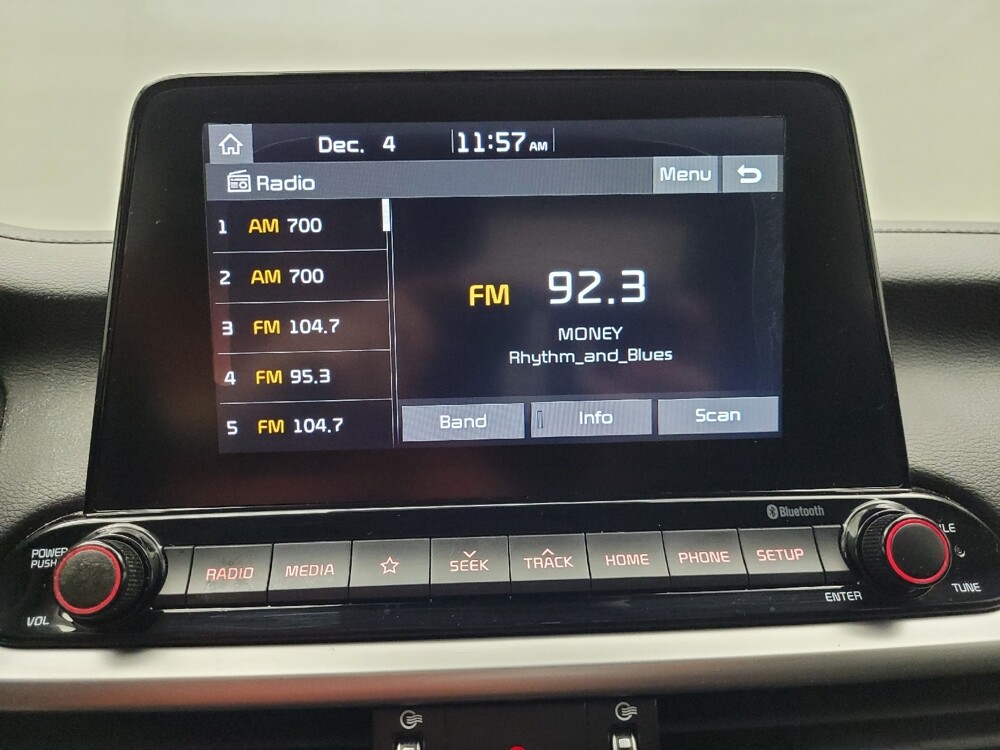 Dec. 4 11:57 AM
Radio Menu
1 AM 700
2 AM 700
3 FM 104.7
4 FM 95.3
5 FM 104.7
FM 92.3
MONEY
Rhythm_and_Blues
Band Info Scan
Bluetooth
POWER
PUSH
RADIO MEDIA SEEK TRACK HOME PHONE SETUP
VOL
ENTER
TUNE